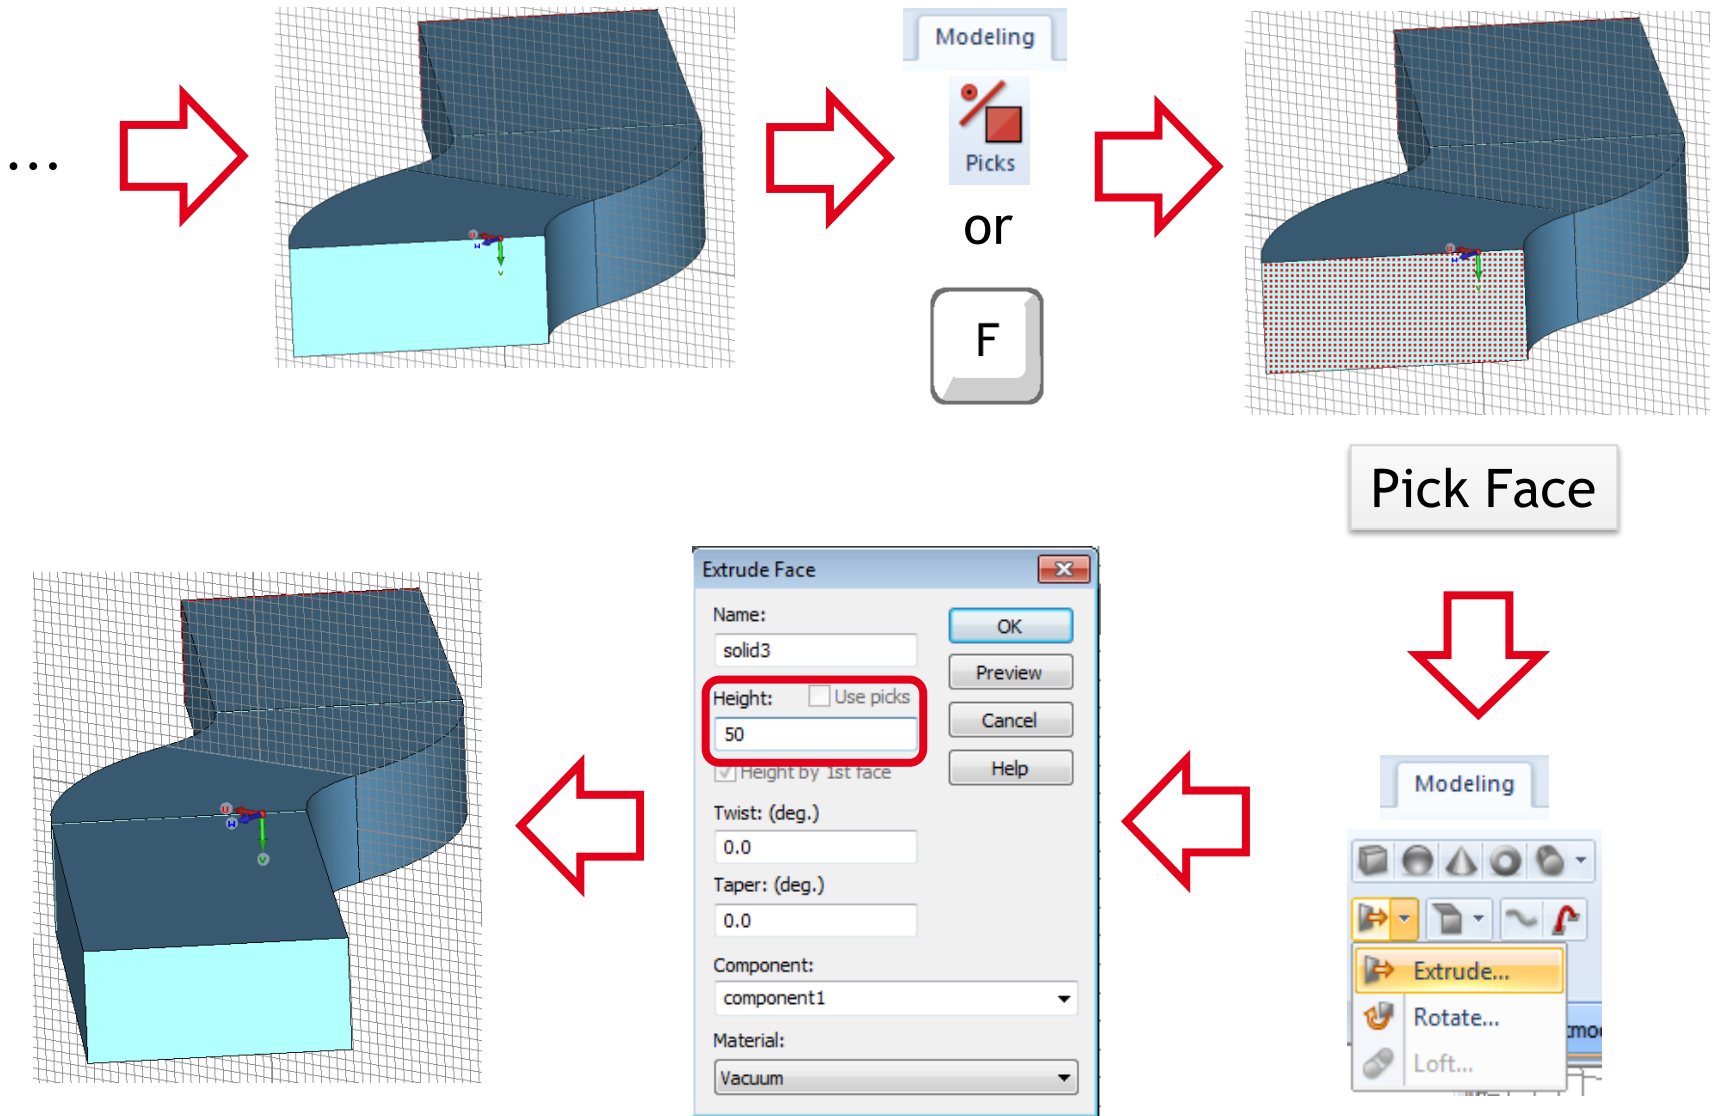 ...
Modeling
Picks
or
F
Pick Face
Modeling
Extrude...
Rotate...
Loft...
Extrude Face
Name:
solid3
OK
Preview
Height:
Use picks
50
Cancel
Height by 1st face
Help
Twist: (deg.)
0.0
Taper: (deg.)
0.0
Component:
component1
Material:
Vacuum
U
W
V